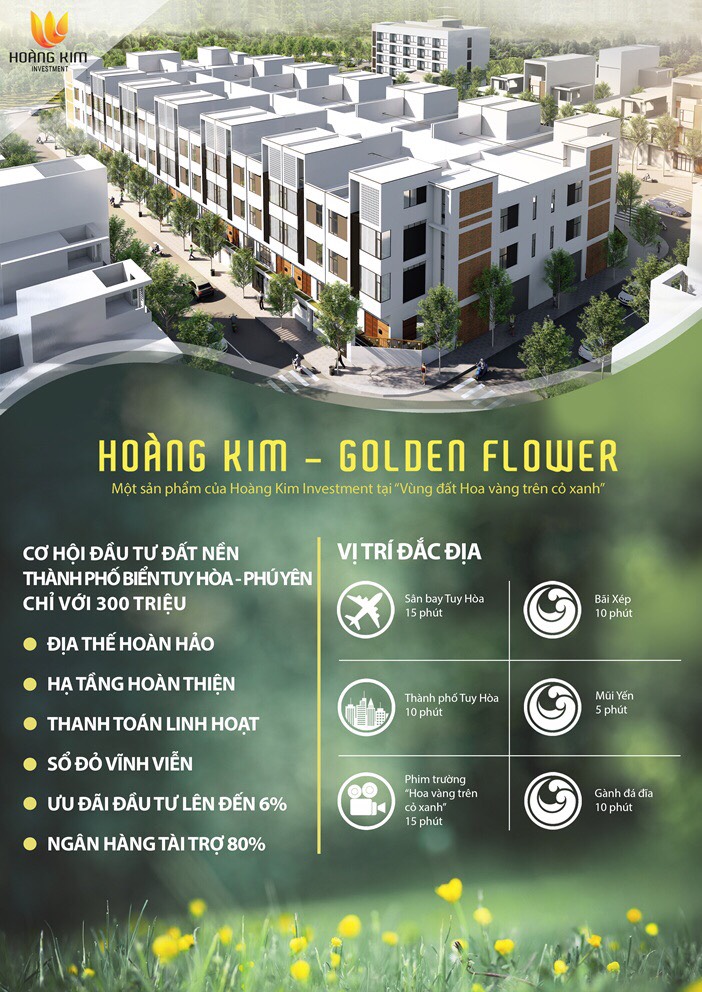 HOÀNG KIM
INVESTMENT
HOÀNG KIM – GOLDEN FLOWER
Một sản phẩm của Hoàng Kim Investment tại “Vùng đất Hoa vàng trên cỏ xanh”
CƠ HỘI ĐẦU TƯ ĐẤT NỀN
THÀNH PHỐ BIỂN TUY HÒA - PHÚ YÊN
CHỈ VỚI 300 TRIỆU
ĐỊA THẾ HOÀN HẢO
HẠ TẦNG HOÀN THIỆN
THANH TOÁN LINH HOẠT
SỔ ĐỎ VĨNH VIỄN
ƯU ĐÃI ĐẦU TƯ LÊN ĐẾN 6%
NGÂN HÀNG TÀI TRỢ 80%
VỊ TRÍ ĐẮC ĐỊA
Sân bay Tuy Hòa
15 phút
Bãi Xép
10 phút
Thành phố Tuy Hòa
10 phút
Mũi Yến
5 phút
Phim trường
“Hoa vàng trên
cỏ xanh”
15 phút
Gành đá đĩa
10 phút